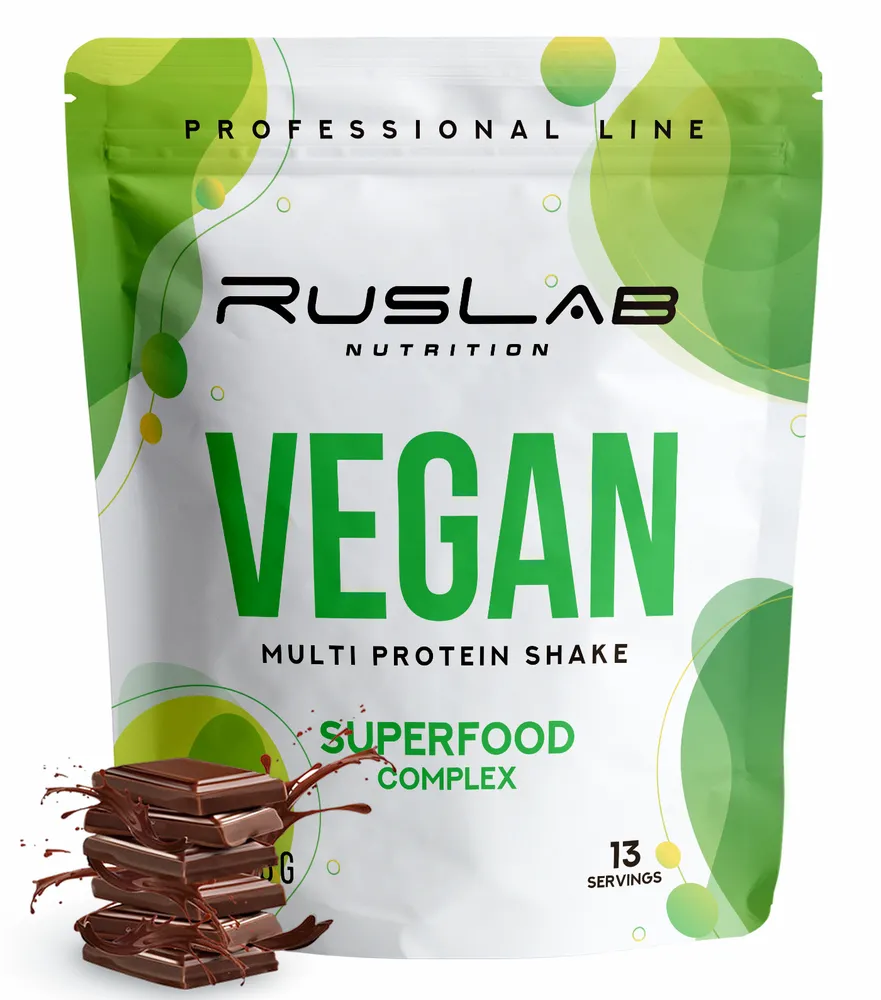 PROFESSIONAL LINE
RUSLAB
NUTRITION
VEGAN
MULTI PROTEIN SHAKE
SUPERFOOD
COMPLEX
G
13
SERVINGS